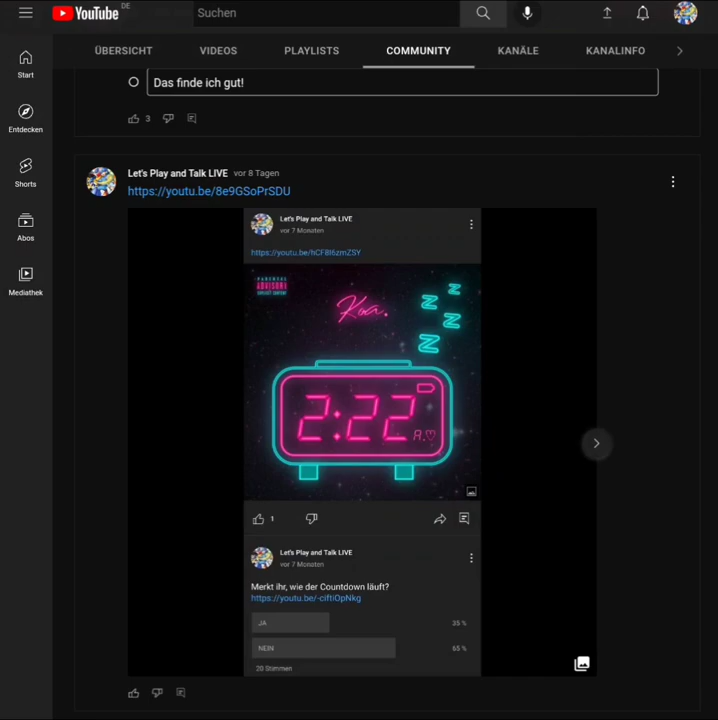 YouTube DE
Suchen
ÜBERSICHT VIDEOS PLAYLISTS COMMUNITY KANÄLE KANALINFO
Start
Entdecken
Shorts
Abos
Mediathek
Das finde ich gut!
3
Let's Play and Talk LIVE vor 8 Tagen
https://youtu.be/8e9GSoPrSDU
Let's Play and Talk LIVE
vor 7 Monaten
https://youtu.be/hCFBI6zmZSY
PARENTAL
ADVISORY
EXPLICIT CONTENT
Z
Z
Z
Z
2:22
A.♡
1
Let's Play and Talk LIVE
vor 7 Monaten
Merkt ihr, wie der Countdown läuft?
https://youtu.be/-ciftiOpNkg
JA 35 %
NEIN 65 %
20 Stimmen